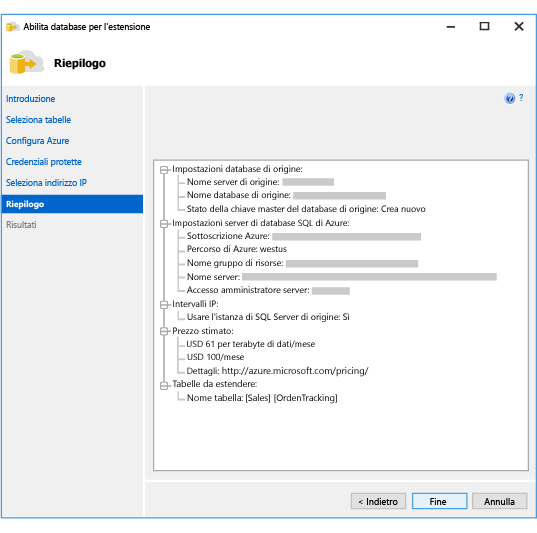 Abilita database per l'estensione
Riepilogo
Introduzione
Seleziona tabelle
Configura Azure
Credenziali protette
Seleziona indirizzo IP
Riepilogo
Risultati
?
Impostazioni database di origine:
Nome server di origine:
Nome database di origine:
Stato della chiave master del database di origine: Crea nuovo
Impostazioni server di database SQL di Azure:
Sottoscrizione Azure:
Percorso di Azure: westus
Nome gruppo di risorse:
Nome server:
Accesso amministratore server:
Intervalli IP:
Usare l'istanza di SQL Server di origine: Sì
Prezzo stimato:
USD 61 per terabyte di dati/mese
USD 100/mese
Dettagli: http://azure.microsoft.com/pricing/
Tabelle da estendere:
Nome tabella: [Sales] [OrdenTracking]
< Indietro
Fine
Annulla